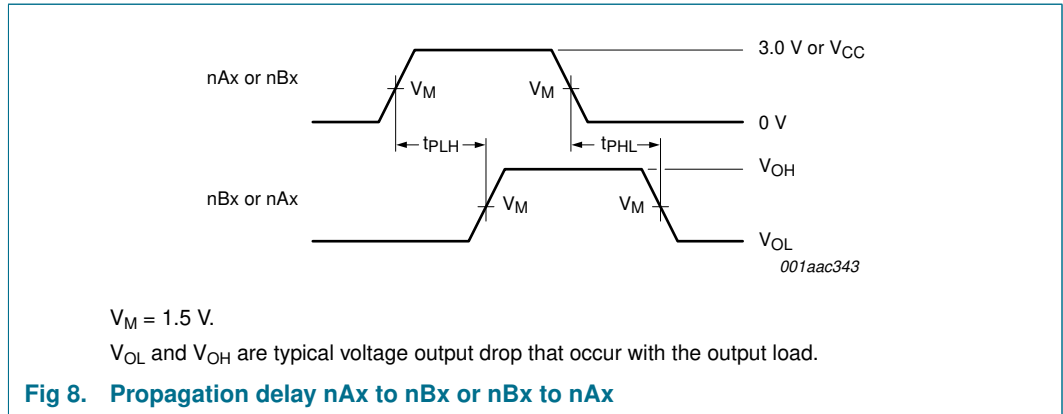 3.0 V or VCC
nAx or nBx
VM
VM
0 V
tPLH
tPHL
VOH
nBx or nAx
VM
VM
VOL
001aac343
VM = 1.5 V.
VOL and VOH are typical voltage output drop that occur with the output load.
Fig 8. Propagation delay nAx to nBx or nBx to nAx